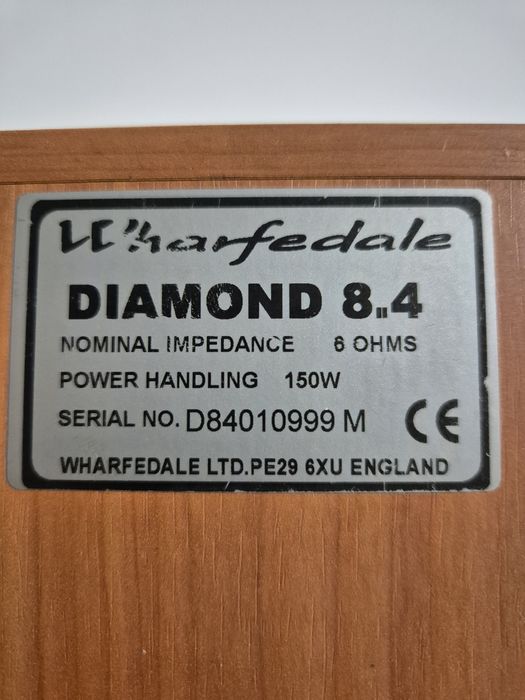 Wharfedale
DIAMOND 8.4
NOMINAL IMPEDANCE 6 OHMS
POWER HANDLING 150W
SERIAL NO. D84010999 M CE
WHARFEDALE LTD.PE29 6XU ENGLAND